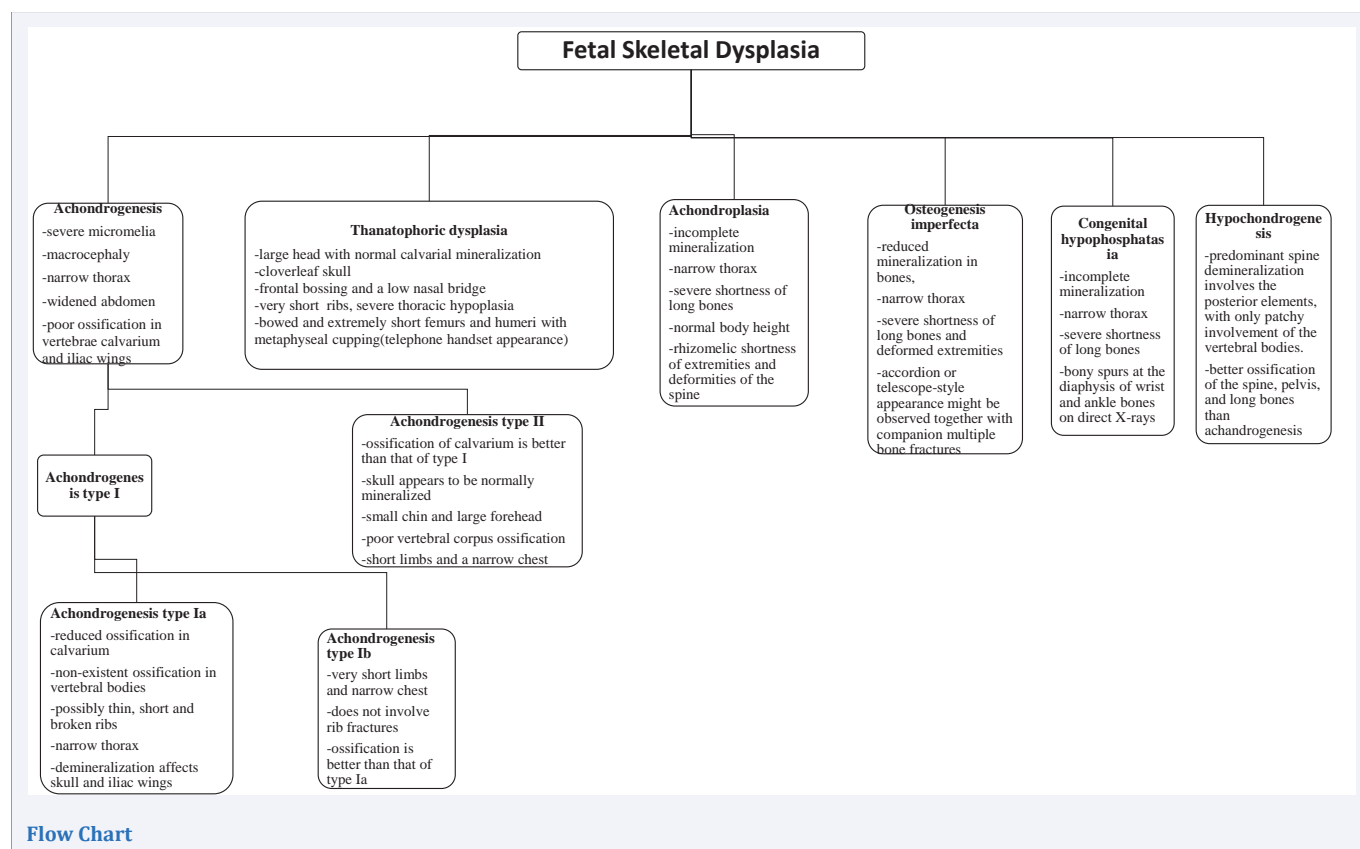 Fetal Skeletal Dysplasia
Achondrogenesis
-severe micromelia
-macrocephaly
-narrow thorax
-widened abdomen
-poor ossification in
vertebrae calvarium
and iliac wings
Thanatophoric dysplasia
-large head with normal calvarial mineralization
-cloverleaf skull
-frontal bossing and a low nasal bridge
-very short ribs, severe thoracic hypoplasia
-bowed and extremely short femurs and humeri with
metaphyseal cupping(telephone handset appearance)
Achondroplasia
-incomplete
mineralization
-narrow thorax
-severe shortness of
long bones
-normal body height
-rhizomelic shortness
of extremities and
deformities of the
spine
Osteogenesis
imperfecta
-reduced
mineralization in
bones,
-narrow thorax
-severe shortness of
long bones and
deformed extremities
-accordion or
telescope-style
appearance might be
observed together with
companion multiple
bone fractures
Congenital
hypophosphatas
ia
-incomplete
mineralization
-narrow thorax
-severe shortness
of long bones
-bony spurs at the
diaphysis of wrist
and ankle bones
on direct X-rays
Hypochondrogene
sis
-predominant spine
demineralization
involves the
posterior elements,
with only patchy
involvement of the
vertebral bodies.
-better ossification
of the spine, pelvis,
and long bones
than
achandrogenesis
Achondrogenes
is type I
Achondrogenesis type II
-ossification of calvarium is better
than that of type I
-skull appears to be normally
mineralized
-small chin and large forehead
-poor vertebral corpus ossification
-short limbs and a narrow chest
Achondrogenesis type Ia
-reduced ossification in
calvarium
-non-existent ossification in
vertebral bodies
-possibly thin, short and
broken ribs
-narrow thorax
-demineralization affects
skull and iliac wings
Achondrogenesis
type Ib
-very short limbs
and narrow chest
-does not involve
rib fractures
-ossification is
better than that of
type Ia
Flow Chart